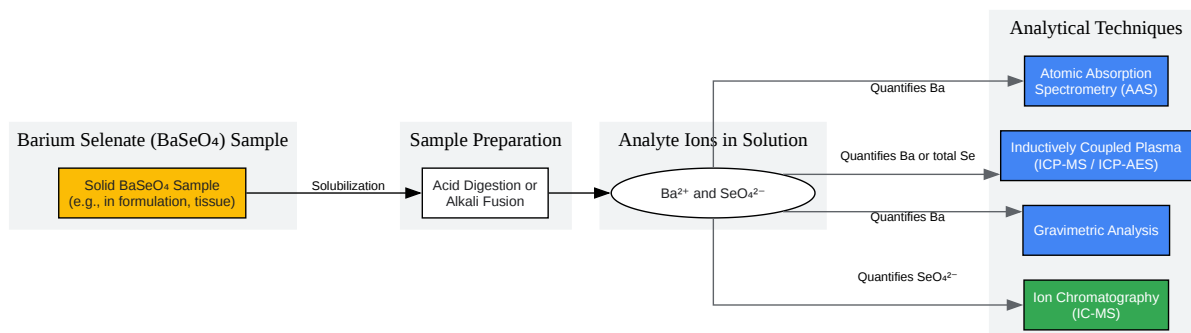 Barium Selenate (BaSeO₄) Sample
Solid BaSeO₄ Sample
(e.g., in formulation, tissue)
Solubilization
Sample Preparation
Acid Digestion or
Alkali Fusion
Analyte Ions in Solution
Ba²⁺ and SeO₄²⁻
Quantifies Ba
Quantifies Ba or total Se
Quantifies Ba
Quantifies SeO₄²⁻
Analytical Techniques
Atomic Absorption
Spectrometry (AAS)
Inductively Coupled Plasma
(ICP-MS / ICP-AES)
Gravimetric Analysis
Ion Chromatography
(IC-MS)